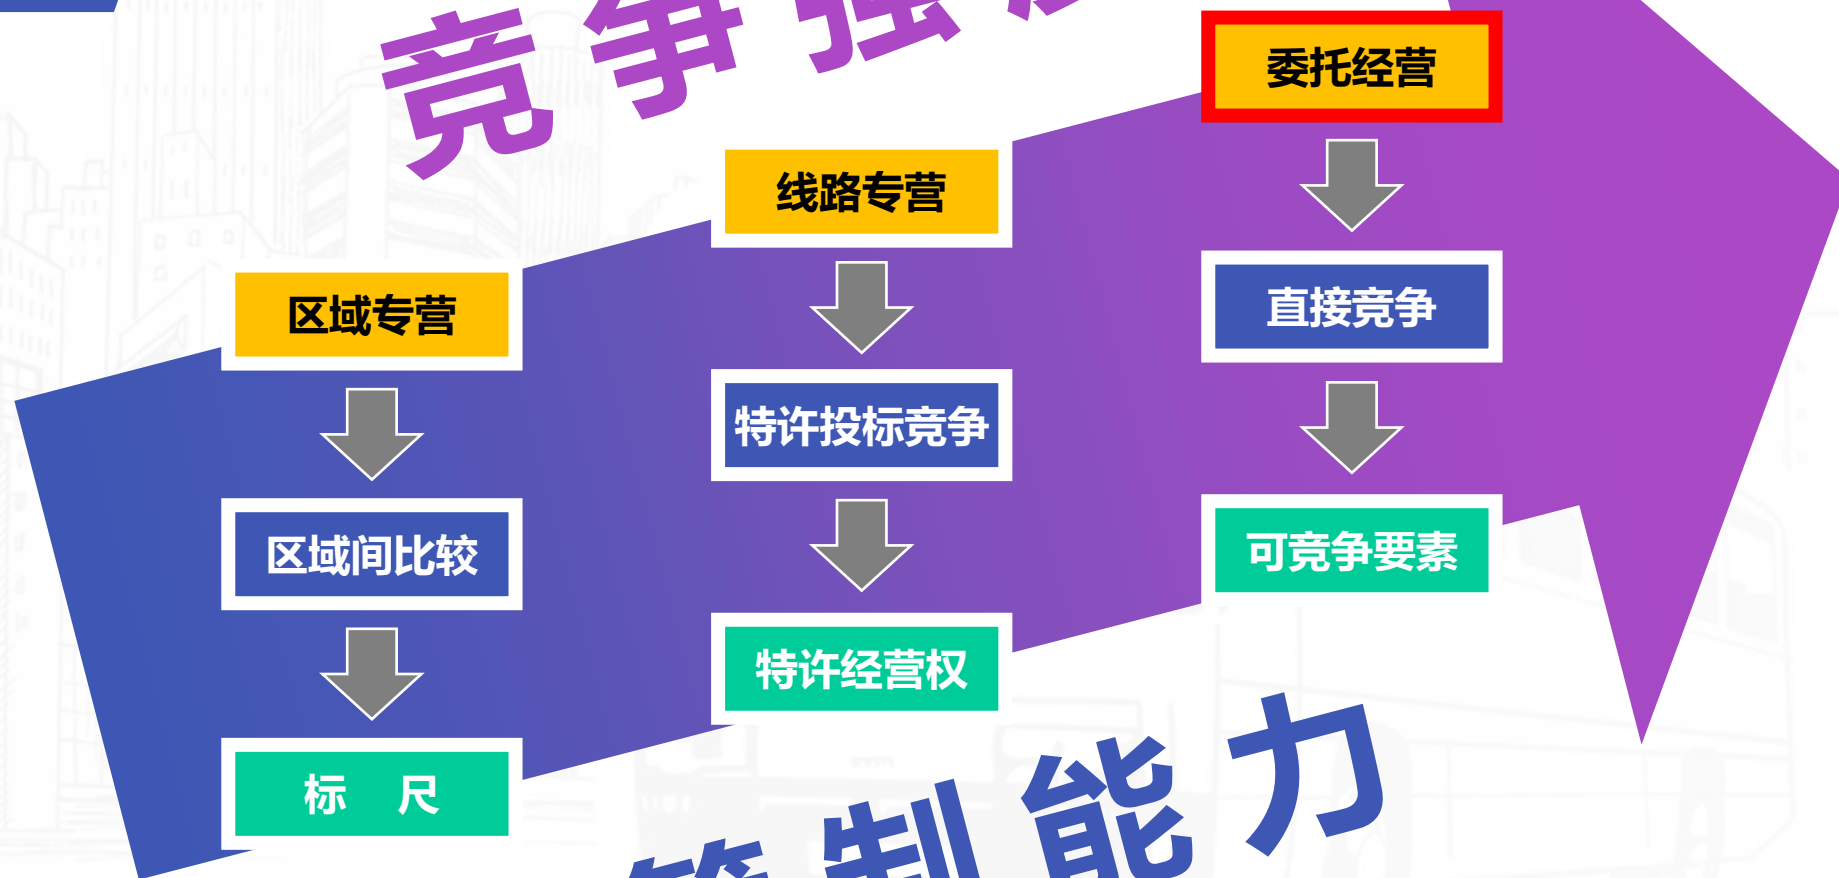 竞争强
委托经营
线路专营
区域专营
直接竞争
特许投标竞争
区域间比较
可竞争要素
特许经营权
标 尺
管制能力